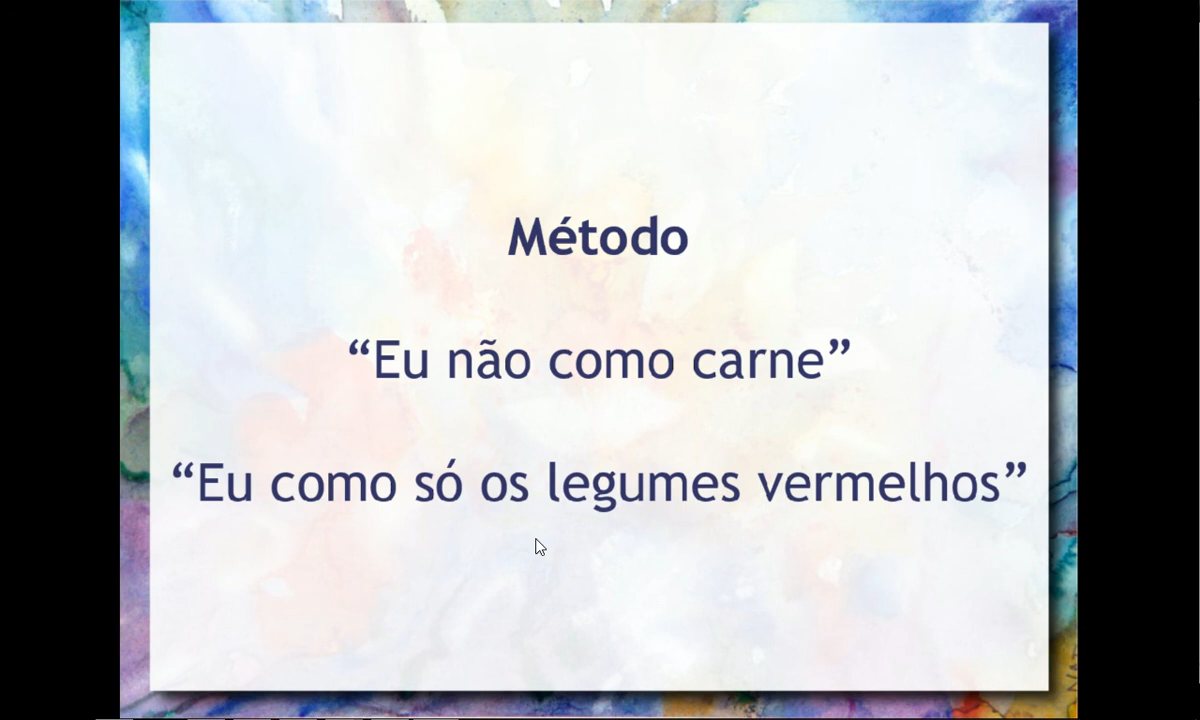 Método
“Eu não como carne”
“Eu como só os legumes vermelhos”